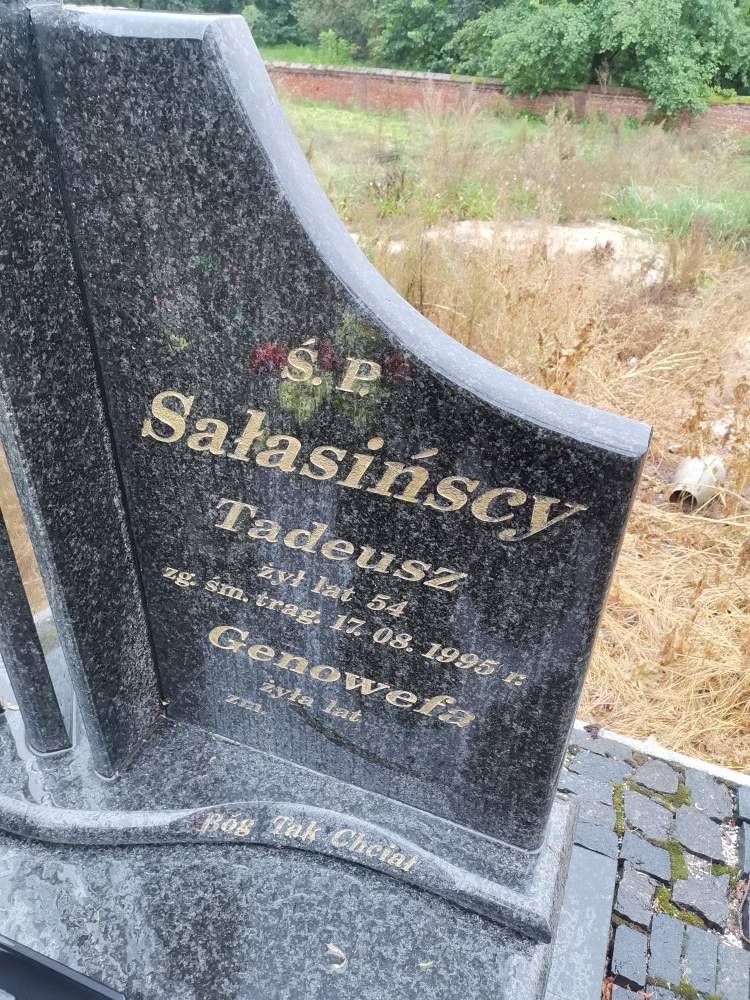 Ś. P.
Sałasińscy
Tadeusz
żył lat 54
zg. śm. trag. 17. 08. 1995 r.
Genowefa
żyła lat
zm.
Bóg Tak Chciał